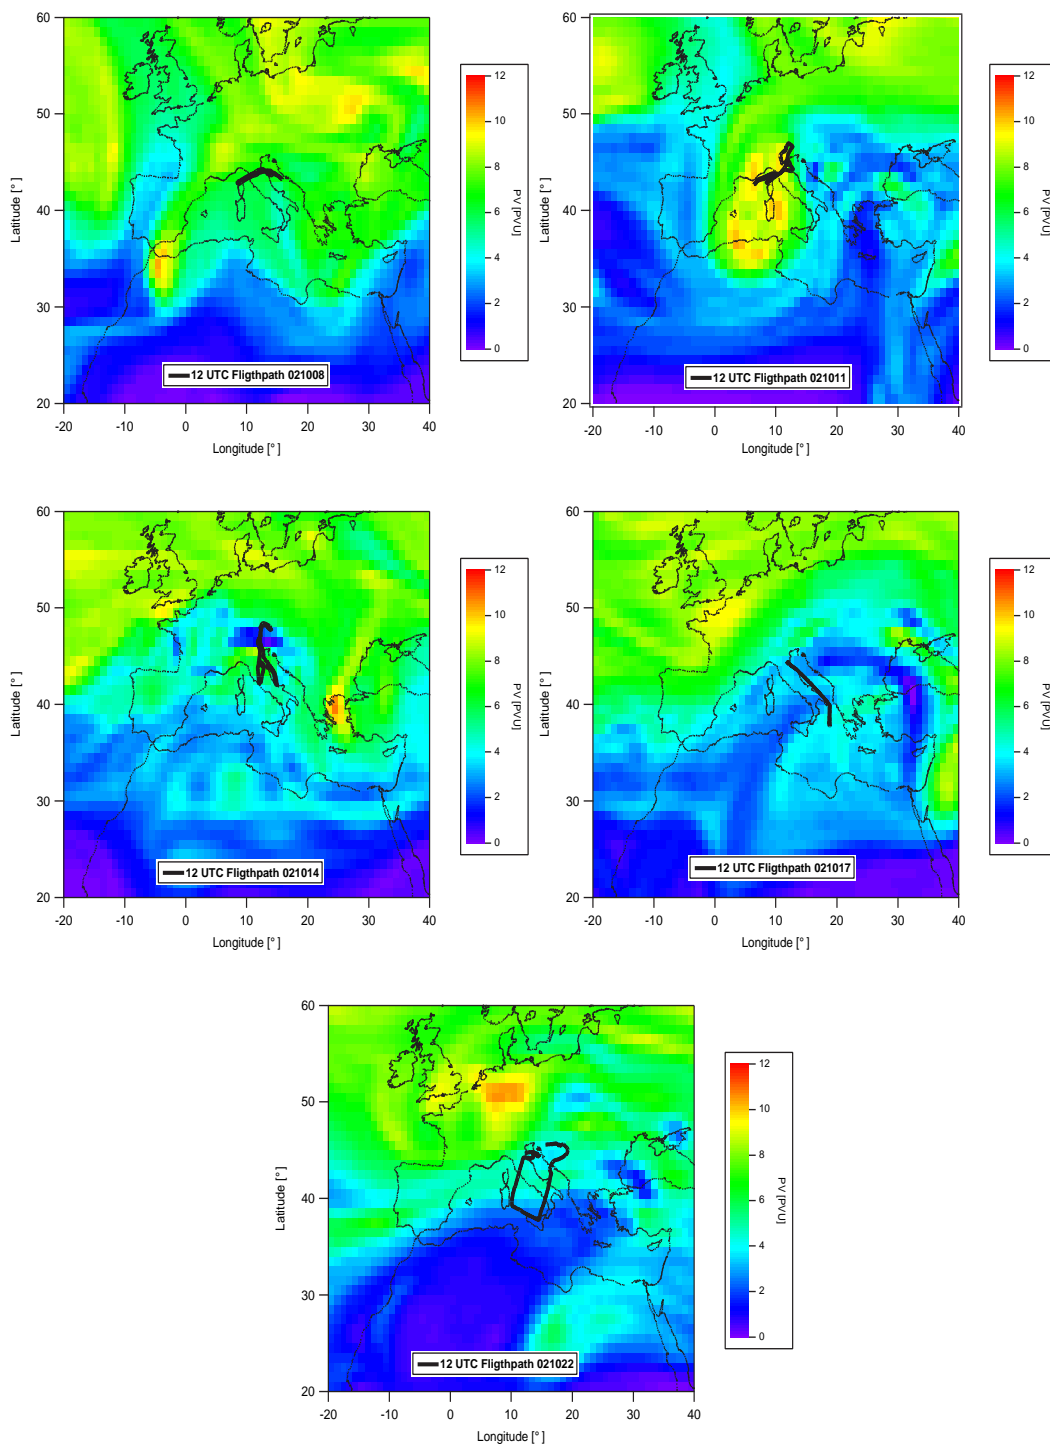 60
50
40
30
20
Latitude [°]
-20 -10 0 10 20 30 40
Longitude [°]
12 UTC Fligthpath 021008
12
10
8
6
4
2
0
PV [PVU]
60
50
40
30
20
Latitude [°]
-20 -10 0 10 20 30 40
Longitude [°]
12 UTC Fligthpath 021011
12
10
8
6
4
2
0
PV [PVU]
60
50
40
30
20
Latitude [°]
-20 -10 0 10 20 30 40
Longitude [°]
12 UTC Fligthpath 021014
12
10
8
6
4
2
0
PV [PVU]
60
50
40
30
20
Latitude [°]
-20 -10 0 10 20 30 40
Longitude [°]
12 UTC Fligthpath 021017
12
10
8
6
4
2
0
PV [PVU]
60
50
40
30
20
Latitude [°]
-20 -10 0 10 20 30 40
Longitude [°]
12 UTC Fligthpath 021022
12
10
8
6
4
2
0
PV [PVU]